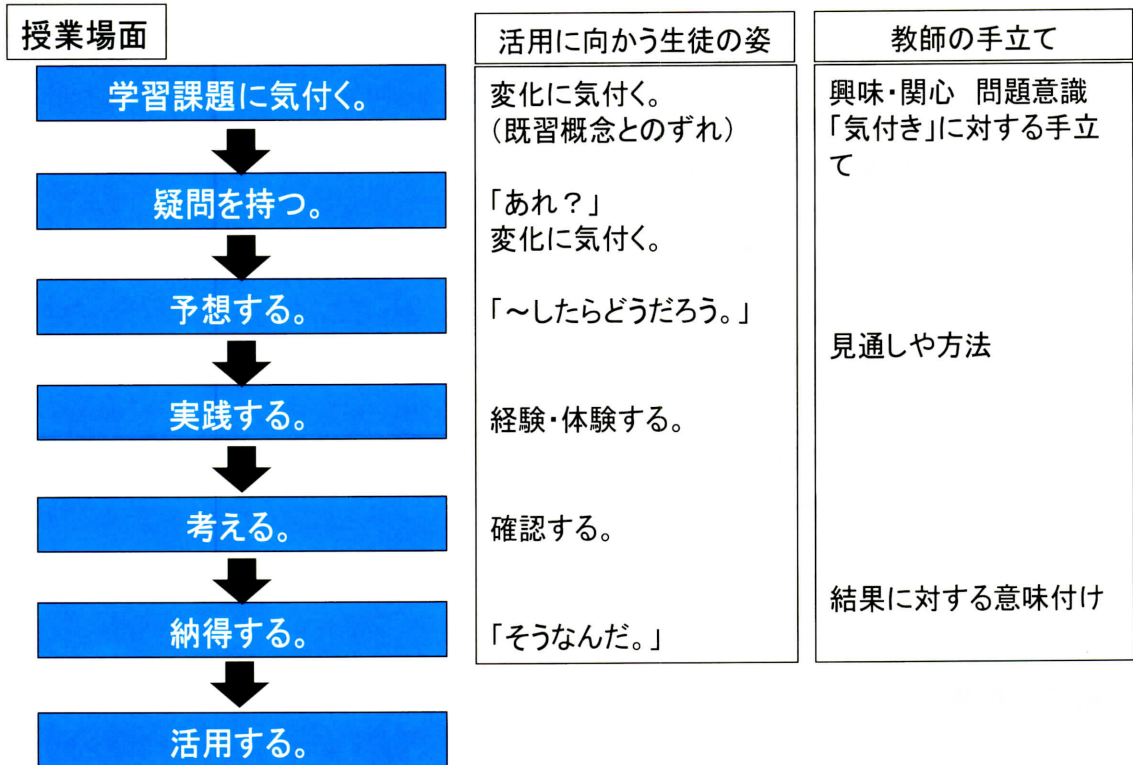 授業場面
学習課題に気付く。
疑問を持つ。
予想する。
実践する。
考える。
納得する。
活用する。
活用に向かう生徒の姿
変化に気付く。
（既習概念とのずれ）
「あれ？」
変化に気付く。
「～したらどうだろう。」
経験・体験する。
確認する。
「そうなんだ。」
教師の手立て
興味・関心　問題意識
「気付き」に対する手立
て
見通しや方法
結果に対する意味付け